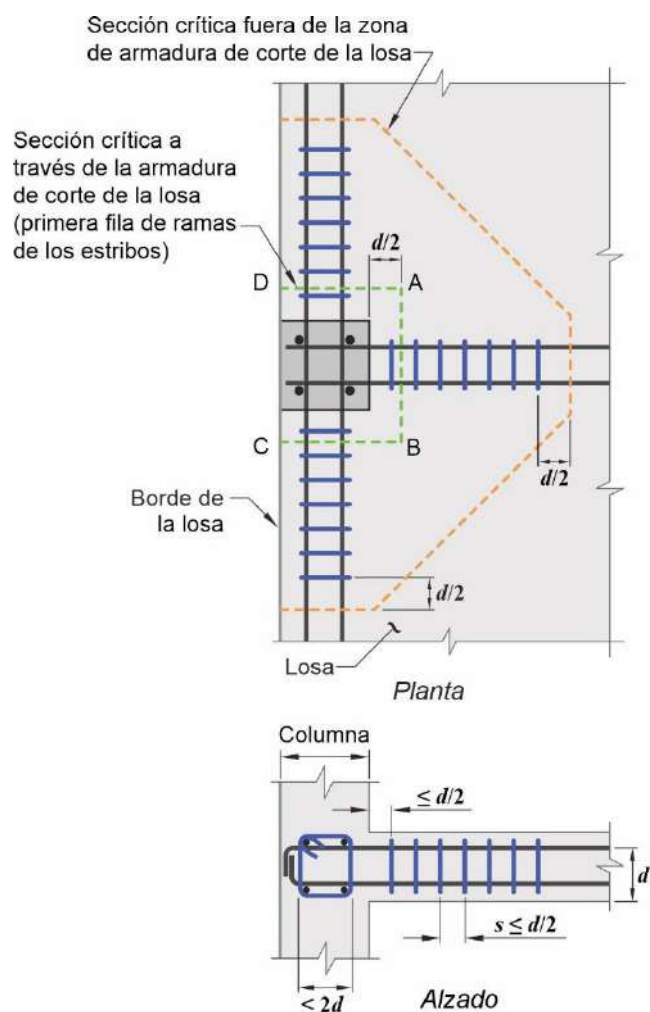 Sección crítica fuera de la zona
de armadura de corte de la losa
Sección crítica a
través de la armadura
de corte de la losa
(primera fila de ramas
de los estribos)
d/2
D
A
C
B
d/2
Borde de
la losa
d/2
Losa
Planta
Columna
≤ d/2
d
s ≤ d/2
< 2d
Alzado